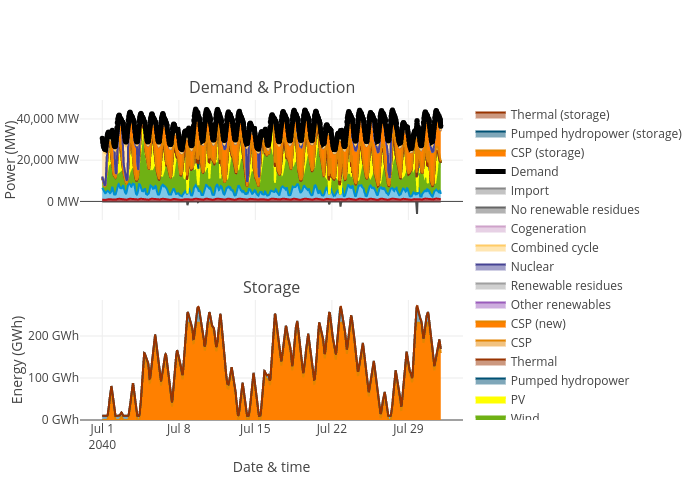 Demand & Production
Power (MW)
40,000 MW
20,000 MW
0 MW
Storage
Energy (GWh)
200 GWh
100 GWh
0 GWh
Jul 1
2040
Jul 8
Jul 15
Jul 22
Jul 29
Date & time
Thermal (storage)
Pumped hydropower (storage)
CSP (storage)
Demand
Import
No renewable residues
Cogeneration
Combined cycle
Nuclear
Renewable residues
Other renewables
CSP (new)
CSP
Thermal
Pumped hydropower
PV
Wind